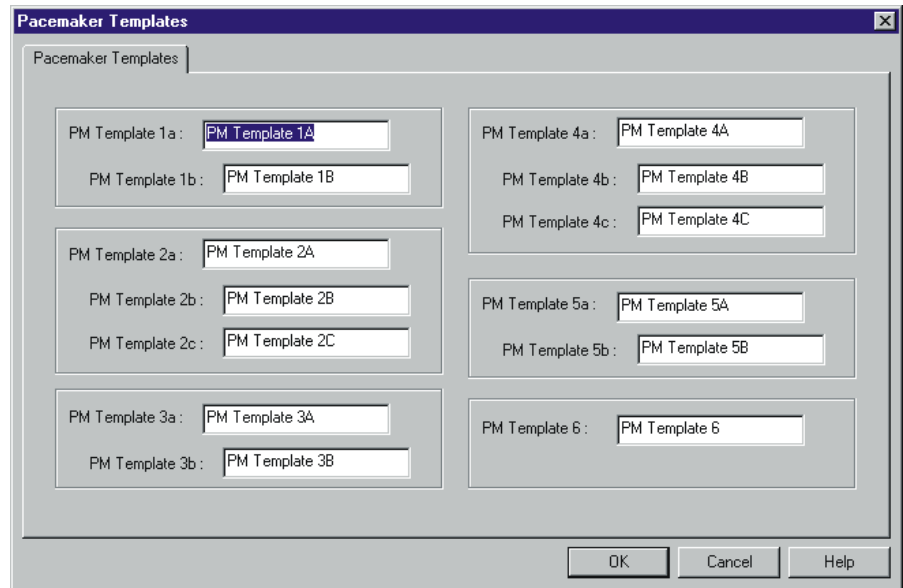 Pacemaker Templates
Pacemaker Templates
PM Template 1a : PM Template 1A
PM Template 1b : PM Template 1B
PM Template 2a : PM Template 2A
PM Template 2b : PM Template 2B
PM Template 2c : PM Template 2C
PM Template 3a : PM Template 3A
PM Template 3b : PM Template 3B
PM Template 4a : PM Template 4A
PM Template 4b : PM Template 4B
PM Template 4c : PM Template 4C
PM Template 5a : PM Template 5A
PM Template 5b : PM Template 5B
PM Template 6 : PM Template 6
OK Cancel Help